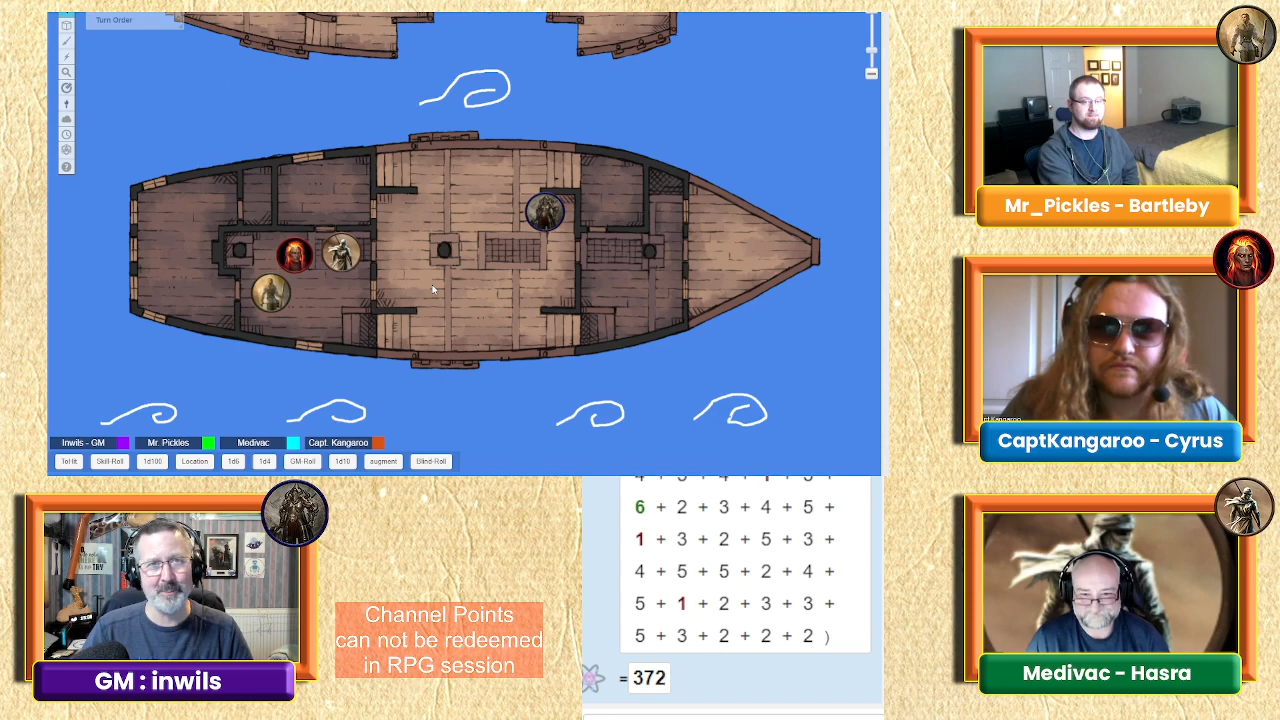 Turn Order
Inwils - GM
Mr. Pickles
Medivac
Capt. Kangaroo
ToHit
Skill-Roll
1d100
Location
1d6
1d4
GM-Roll
1d10
augment
Blind-Roll
Mr_Pickles - Bartleby
CaptKangaroo - Cyrus
Medivac - Hasra
GM : inwils
Channel Points
can not be redeemed
in RPG session
6 + 2 + 3 + 4 + 5 +
1 + 3 + 2 + 5 + 3 +
4 + 5 + 5 + 2 + 4 +
5 + 1 + 2 + 3 + 3 +
5 + 3 + 2 + 2 + 2 )
= 372